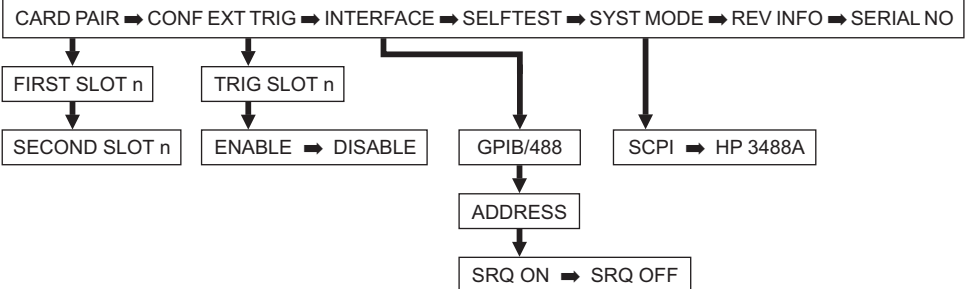 CARD PAIR ➡ CONF EXT TRIG ➡ INTERFACE ➡ SELFTEST ➡ SYST MODE ➡ REV INFO ➡ SERIAL NO
FIRST SLOT n
TRIG SLOT n
SECOND SLOT n
ENABLE ➡ DISABLE
GPIB/488
SCPI ➡ HP 3488A
ADDRESS
SRQ ON ➡ SRQ OFF